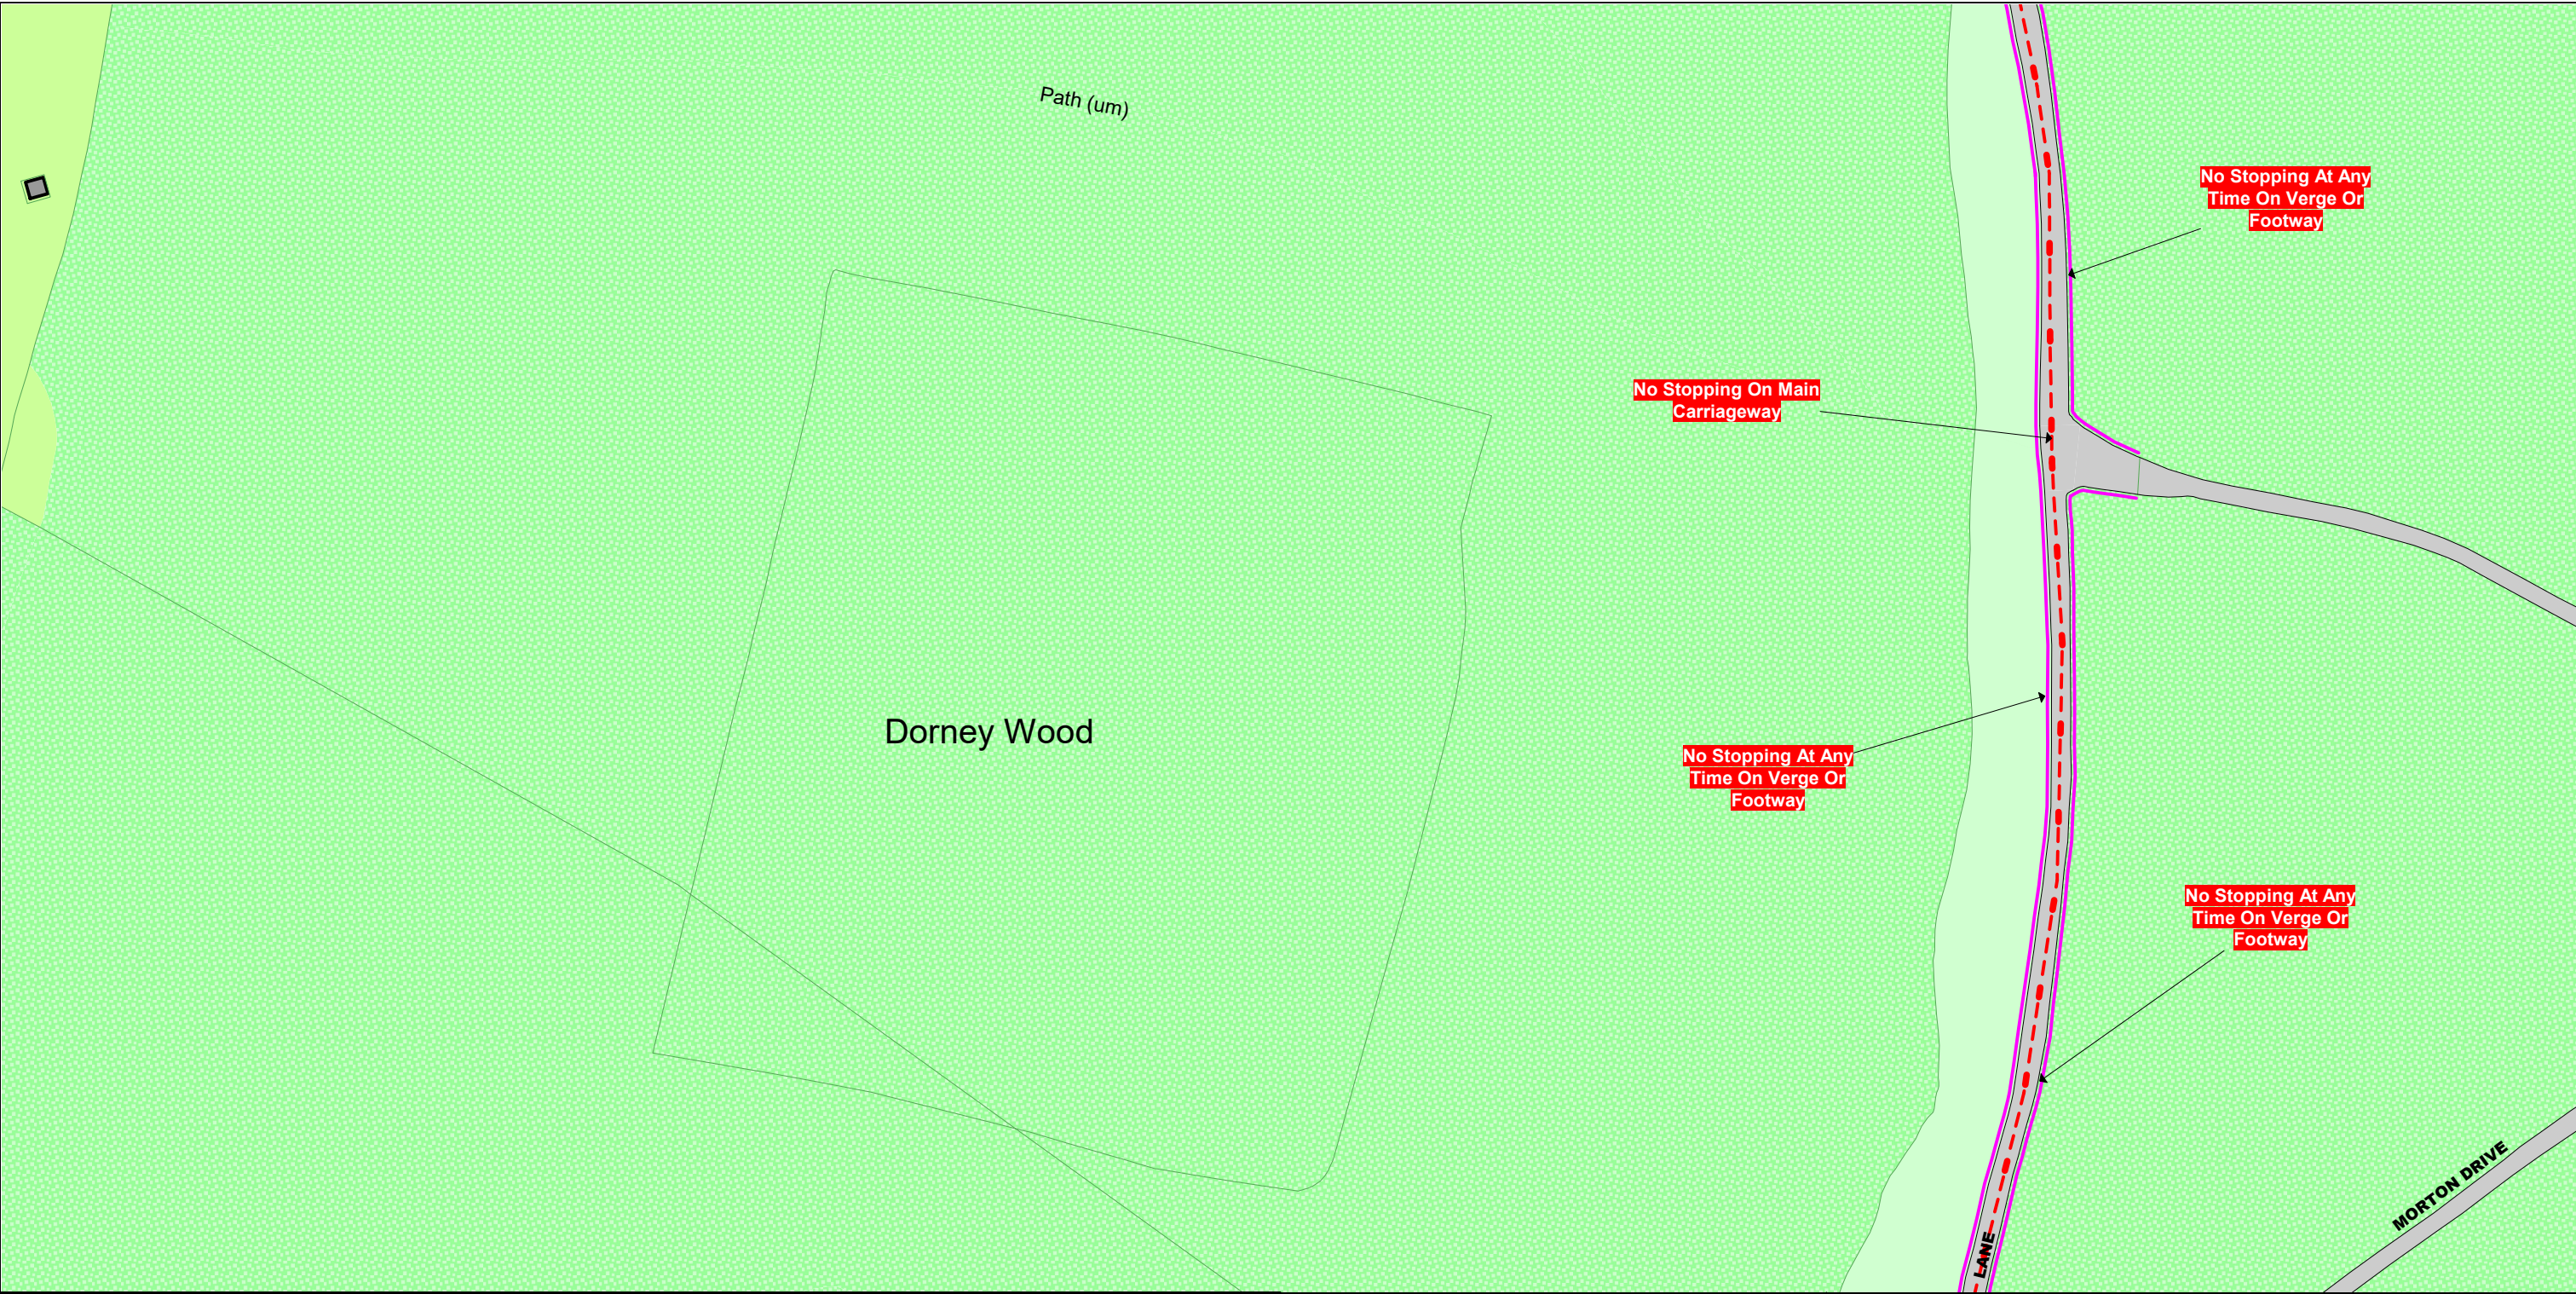 Path (um)
No Stopping At Any
Time On Verge Or
Footway
No Stopping On Main
Carriageway
Dorney Wood
No Stopping At Any
Time On Verge Or
Footway
No Stopping At Any
Time On Verge Or
Footway
MORTON DRIVE
LANE